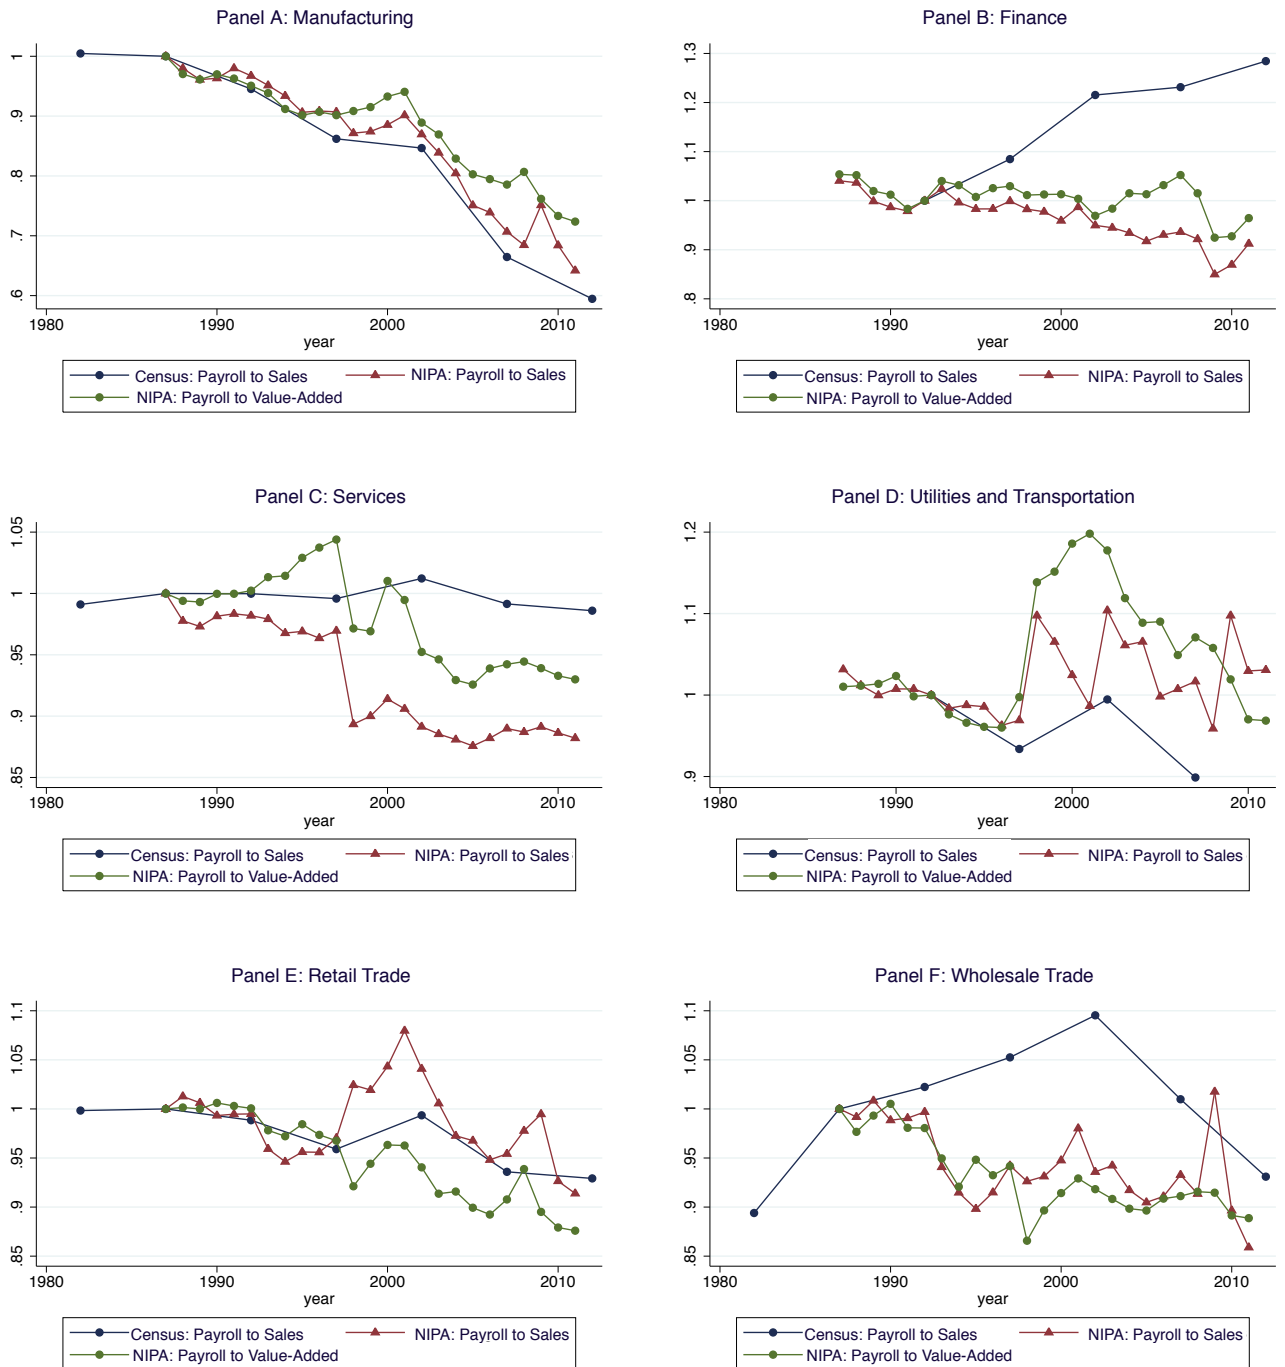 Panel A: Manufacturing
1
.9
.8
.7
.6
1980 1990 2000 2010
year
Census: Payroll to Sales NIPA: Payroll to Sales
NIPA: Payroll to Value-Added
Panel B: Finance
1.3
1.2
1.1
1
.9
.8
1980 1990 2000 2010
year
Census: Payroll to Sales NIPA: Payroll to Sales
NIPA: Payroll to Value-Added
Panel C: Services
1.05
1
.95
.9
.85
1980 1990 2000 2010
year
Census: Payroll to Sales NIPA: Payroll to Sales
NIPA: Payroll to Value-Added
Panel D: Utilities and Transportation
1.2
1.1
1
.9
1980 1990 2000 2010
year
Census: Payroll to Sales NIPA: Payroll to Sales
NIPA: Payroll to Value-Added
Panel E: Retail Trade
1.1
1.05
1
.95
.9
.85
1980 1990 2000 2010
year
Census: Payroll to Sales NIPA: Payroll to Sales
NIPA: Payroll to Value-Added
Panel F: Wholesale Trade
1.1
1.05
1
.95
.9
.85
1980 1990 2000 2010
year
Census: Payroll to Sales NIPA: Payroll to Sales
NIPA: Payroll to Value-Added